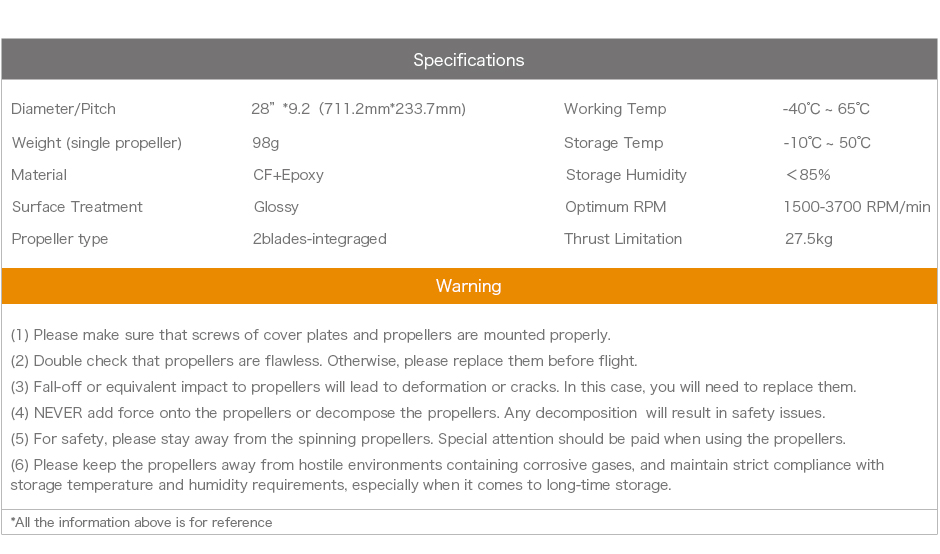 Specifications
Diameter/Pitch 28”*9.2（711.2mm*233.7mm) Working Temp -40℃ ~ 65℃
Weight (single propeller) 98g Storage Temp -10℃ ~ 50℃
Material CF+Epoxy Storage Humidity ＜85%
Surface Treatment Glossy Optimum RPM 1500-3700 RPM/min
Propeller type 2blades-integraged Thrust Limitation 27.5kg
Warning
(1) Please make sure that screws of cover plates and propellers are mounted properly.
(2) Double check that propellers are flawless. Otherwise, please replace them before flight.
(3) Fall-off or equivalent impact to propellers will lead to deformation or cracks. In this case, you will need to replace them.
(4) NEVER add force onto the propellers or decompose the propellers. Any decomposition will result in safety issues.
(5) For safety, please stay away from the spinning propellers. Special attention should be paid when using the propellers.
(6) Please keep the propellers away from hostile environments containing corrosive gases, and maintain strict compliance with
storage temperature and humidity requirements, especially when it comes to long-time storage.
*All the information above is for reference